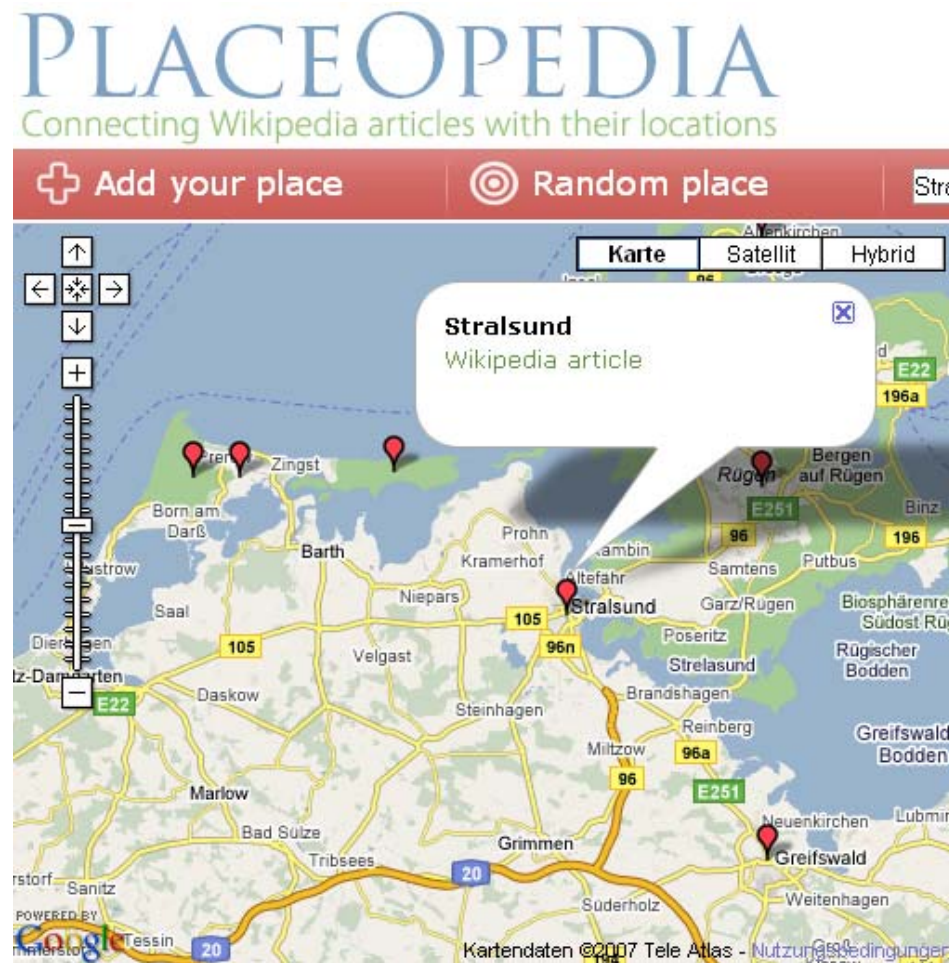 PLACEOPEDIA
Connecting Wikipedia articles with their locations
Add your place
Random place
Karte
Satellit
Hybrid
96
E22
196a
Stralsund
Wikipedia article
Zingst
Rügen
Bergen
auf Rügen
E251
Binz
Born am
Darß
Prohn
96
196
Barth
Kramerhof
Samtens
Putbus
Altefähr
Niepars
Stralsund
Garz/Rügen
Saal
105
105
96n
Poseritz
Rügischer
Bodden
Velgast
Strelasund
E22
Daskow
Steinhagen
Brandshagen
Reinberg
Greifswald
Bodden
Miltzow
96a
96
E251
Marlow
Neuenkirchen
Bad Sülze
Grimmen
Tribsees
Greifswald
20
Sanitz
Weitenhagen
Süderholz
POWERED BY
Google
Tessin
20
Kartendaten ©2007 Tele Atlas - Nutzungsbedingungen